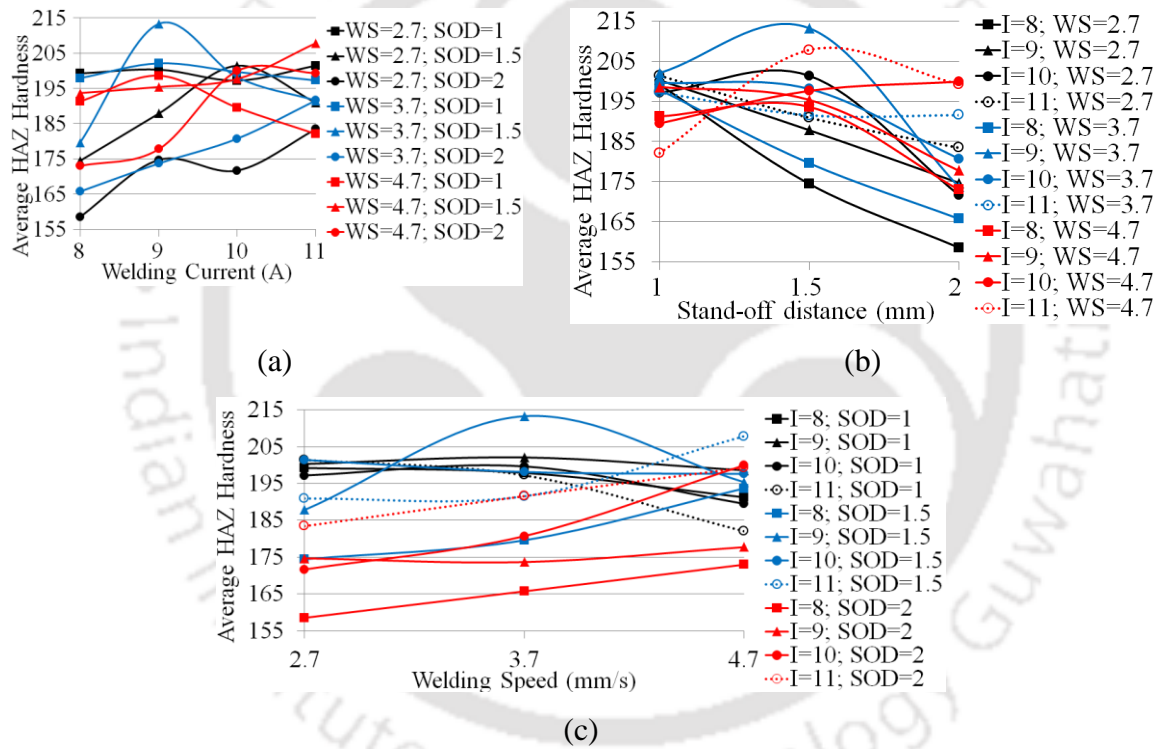 215
205
195
185
175
165
155
Average HAZ Hardness
8 9 10 11
Welding Current (A)
WS=2.7; SOD=1
WS=2.7; SOD=1.5
WS=2.7; SOD=2
WS=3.7; SOD=1
WS=3.7; SOD=1.5
WS=3.7; SOD=2
WS=4.7; SOD=1
WS=4.7; SOD=1.5
WS=4.7; SOD=2
(a)
215
205
195
185
175
165
155
Average HAZ Hardness
1 1.5 2
Stand-off distance (mm)
I=8; WS=2.7
I=9; WS=2.7
I=10; WS=2.7
I=11; WS=2.7
I=8; WS=3.7
I=9; WS=3.7
I=10; WS=3.7
I=11; WS=3.7
I=8; WS=4.7
I=9; WS=4.7
I=10; WS=4.7
I=11; WS=4.7
(b)
215
205
195
185
175
165
155
Average HAZ Hardness
2.7 3.7 4.7
Welding Speed (mm/s)
I=8; SOD=1
I=9; SOD=1
I=10; SOD=1
I=11; SOD=1
I=8; SOD=1.5
I=9; SOD=1.5
I=10; SOD=1.5
I=11; SOD=1.5
I=8; SOD=2
I=9; SOD=2
I=10; SOD=2
I=11; SOD=2
(c)
Indian
Guwahati